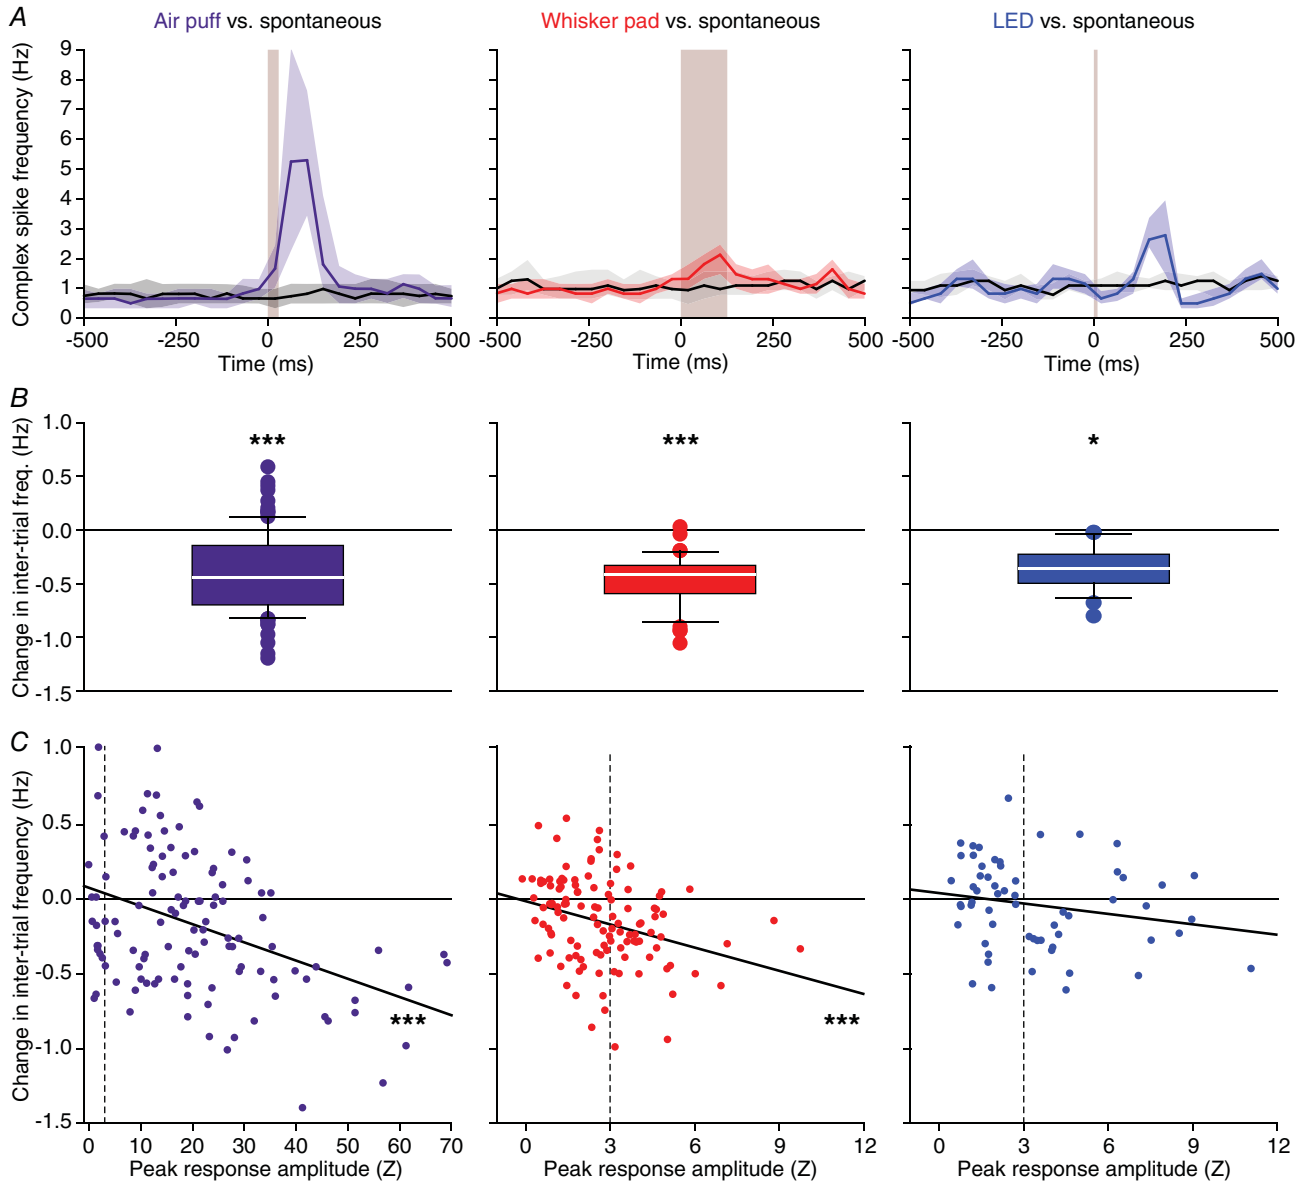 A
Air puff vs. spontaneous
Whisker pad vs. spontaneous
LED vs. spontaneous
Complex spike frequency (Hz)
9
8
7
6
5
4
3
2
1
0
-500 -250 0 250 500
-500 -250 0 250 500
-500 -250 0 250 500
Time (ms)
Time (ms)
Time (ms)
B
Change in inter-trial freq. (Hz)
1.0
0.5
0.0
-0.5
-1.0
-1.5
***
***
*
C
Change in inter-trial frequency (Hz)
1.0
0.5
0.0
-0.5
-1.0
-1.5
***
***
0 10 20 30 40 50 60 70
0 3 6 9 12
0 3 6 9 12
Peak response amplitude (Z)
Peak response amplitude (Z)
Peak response amplitude (Z)